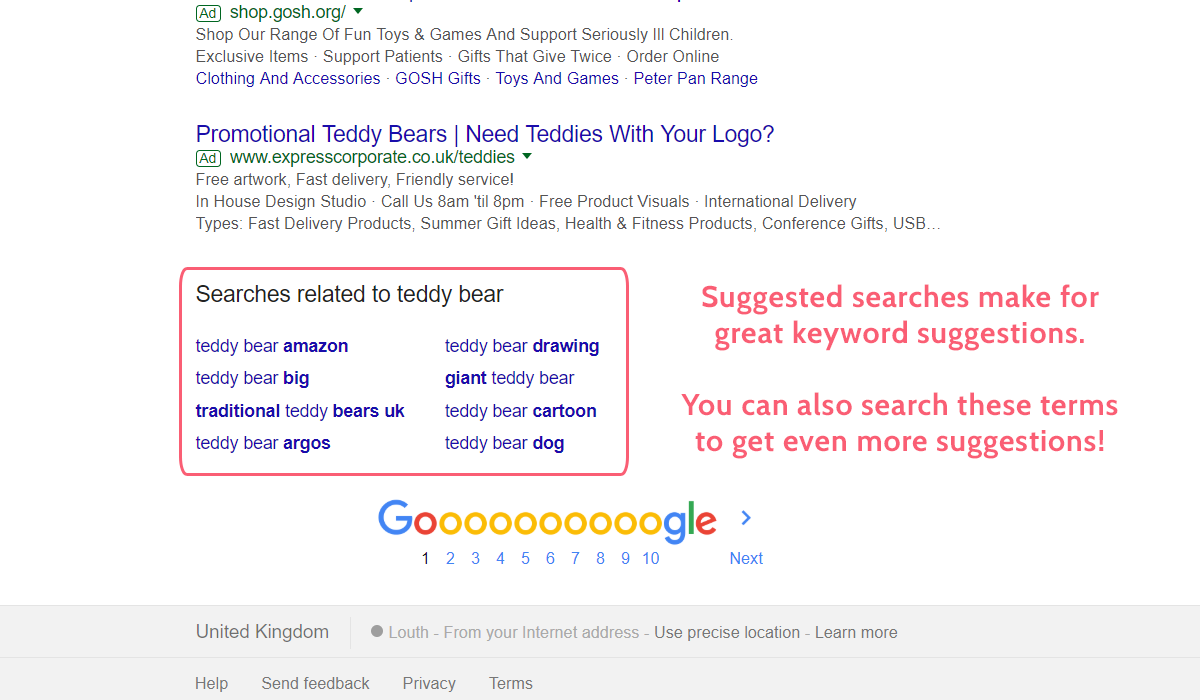 Ad shop.gosh.org/
Shop Our Range Of Fun Toys & Games And Support Seriously Ill Children.
Exclusive Items · Support Patients · Gifts That Give Twice · Order Online
Clothing And Accessories · GOSH Gifts · Toys And Games · Peter Pan Range
Promotional Teddy Bears | Need Teddies With Your Logo?
Ad www.expresscorporate.co.uk/teddies
Free artwork, Fast delivery, Friendly service!
In House Design Studio · Call Us 8am 'til 8pm · Free Product Visuals · International Delivery
Types: Fast Delivery Products, Summer Gift Ideas, Health & Fitness Products, Conference Gifts, USB...
Searches related to teddy bear
teddy bear amazon
teddy bear big
traditional teddy bears uk
teddy bear argos
teddy bear drawing
giant teddy bear
teddy bear cartoon
teddy bear dog
Suggested searches make for
great keyword suggestions.
You can also search these terms
to get even more suggestions!
Goooooooooogle >
1 2 3 4 5 6 7 8 9 10 Next
United Kingdom Louth - From your Internet address - Use precise location - Learn more
Help Send feedback Privacy Terms